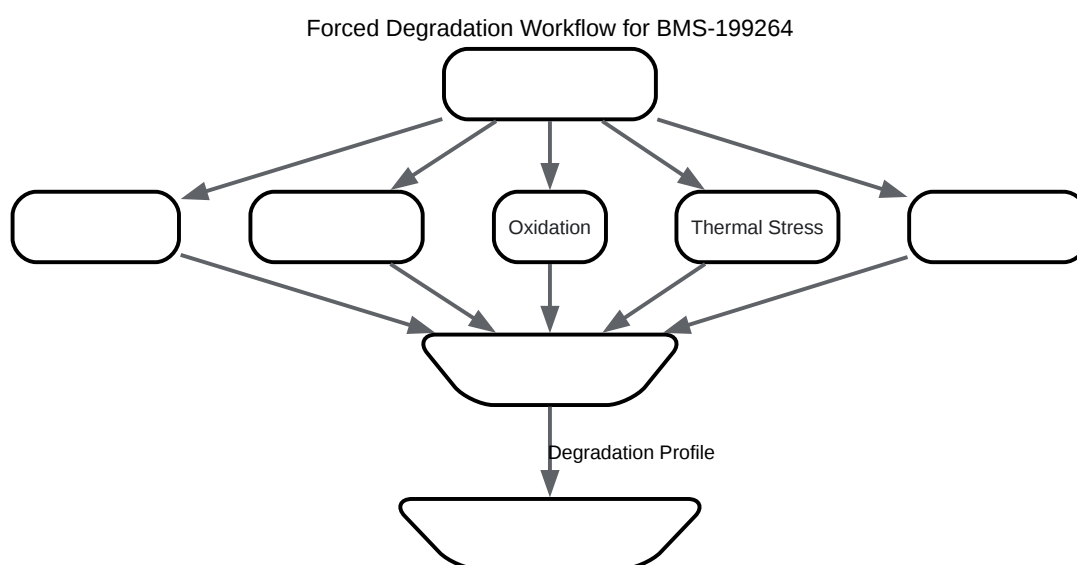 Forced Degradation Workflow for BMS-199264
Oxidation
Thermal Stress
Degradation Profile